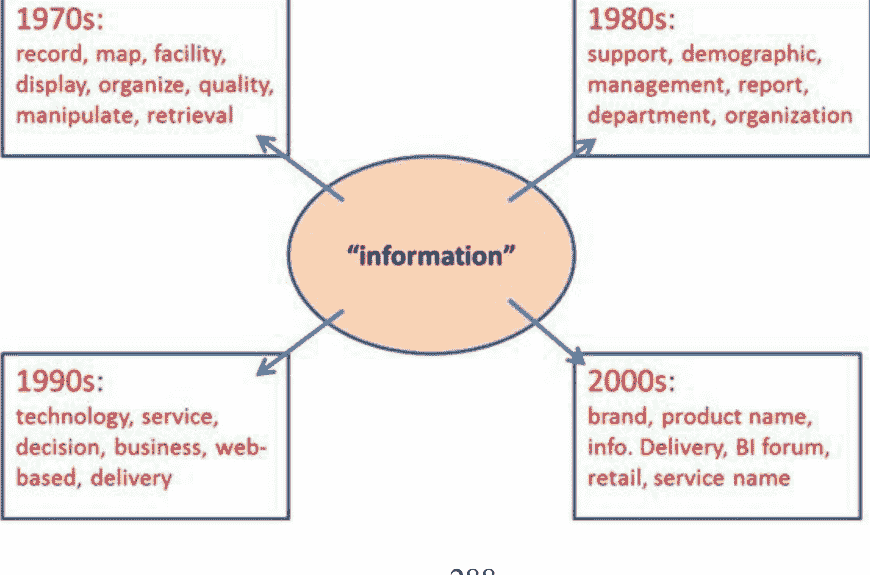 1970s:
record, map, facility,
display, organize, quality,
manipulate, retrieval
1980s:
support, demographic,
management, report,
department, organization
“information”
1990s:
technology, service,
decision, business, web-
based, delivery
2000s:
brand, product name,
info. Delivery, BI forum,
retail, service name
288